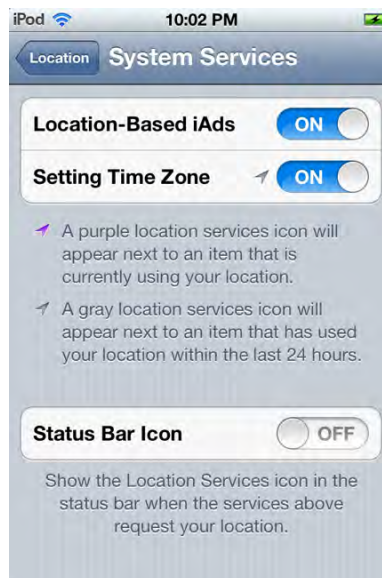 iPod 10:02 PM
Location System Services
Location-Based iAds ON
Setting Time Zone ON
A purple location services icon will
appear next to an item that is
currently using your location.
A gray location services icon will
appear next to an item that has used
your location within the last 24 hours.
Status Bar Icon OFF
Show the Location Services icon in the
status bar when the services above
request your location.